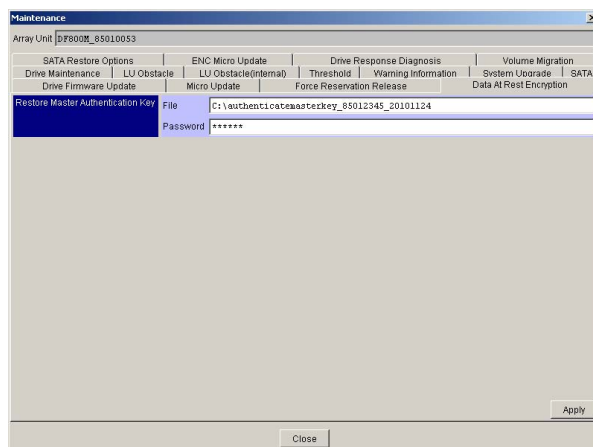 Maintenance
Array Unit DF800M_85010053
SATA Restore Options ENC Micro Update Drive Response Diagnosis Volume Migration
Drive Maintenance LU Obstacle LU Obstacle(internal) Threshold Warning Information System Upgrade SATA
Drive Firmware Update Micro Update Force Reservation Release Data At Rest Encryption
Restore Master Authentication Key File C:\authenticatemasterkey_85012345_20101124
Password ******
Apply
Close